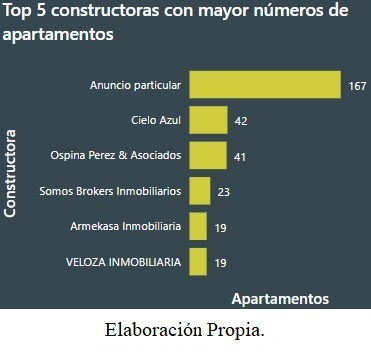 Top 5 constructoras con mayor números de
apartamentos
Constructora
Anuncio particular 167
Cielo Azul 42
Ospina Perez & Asociados 41
Somos Brokers Inmobiliarios 23
Armekasa Inmobiliaria 19
VELOZA INMOBILIARIA 19
Apartamentos
Elaboración Propia.